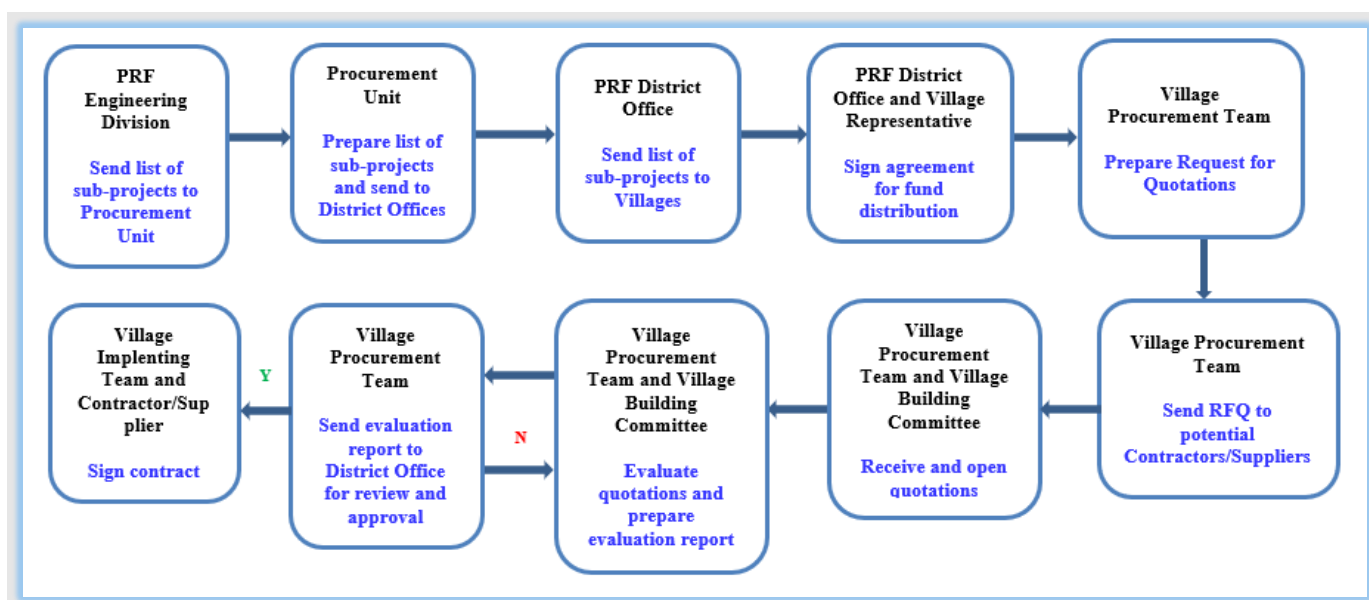 PRF
Engineering
Division
Send list of
sub-projects to
Procurement
Unit
Procurement
Unit
Prepare list of
sub-projects
and send to
District Offices
PRF District
Office
Send list of
sub-projects to
Villages
PRF District
Office and Village
Representative
Sign agreement
for fund
distribution
Village
Procurement Team
Prepare Request for
Quotations
Village Procurement
Team
Send RFQ to
potential
Contractors/Suppliers
Village
Procurement
Team and Village
Building
Committee
Receive and open
quotations
Village
Procurement
Team and Village
Building
Committee
Evaluate
quotations and
prepare
evaluation report
N
Village
Procurement
Team
Send evaluation
report to
District Office
for review and
approval
Y
Village
Implenting
Team and
Contractor/Sup
plier
Sign contract